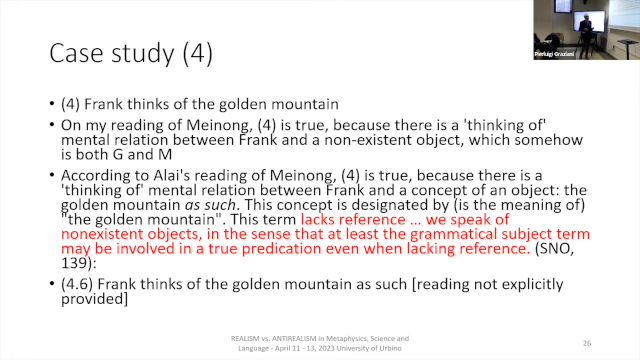 Pierluigi Graziani
Case study (4)
• (4) Frank thinks of the golden mountain
• On my reading of Meinong, (4) is true, because there is a 'thinking of'
mental relation between Frank and a non-existent object, which somehow
is both G and M
• According to Alai's reading of Meinong, (4) is true, because there is a
'thinking of' mental relation between Frank and a concept of an object: the
golden mountain as such. This concept is designated by (is the meaning of)
"the golden mountain". This term lacks reference ... we speak of
nonexistent objects, in the sense that at least the grammatical subject term
may be involved in a true predication even when lacking reference. (SNO,
139):
• (4.6) Frank thinks of the golden mountain as such [reading not explicitly
provided]
REALISM vs. ANTIREALISM in Metaphysics, Science and
Language - April 11 - 13, 2023 University of Urbino
26